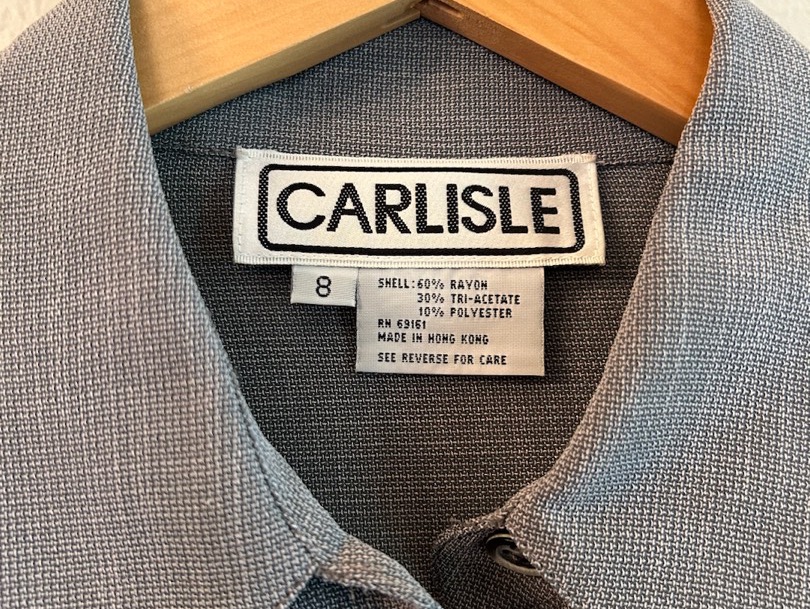 CARLISLE
8
SHELL: 60% RAYON
30% TRI-ACETATE
10% POLYESTER
RN 69161
MADE IN HONG KONG
SEE REVERSE FOR CARE